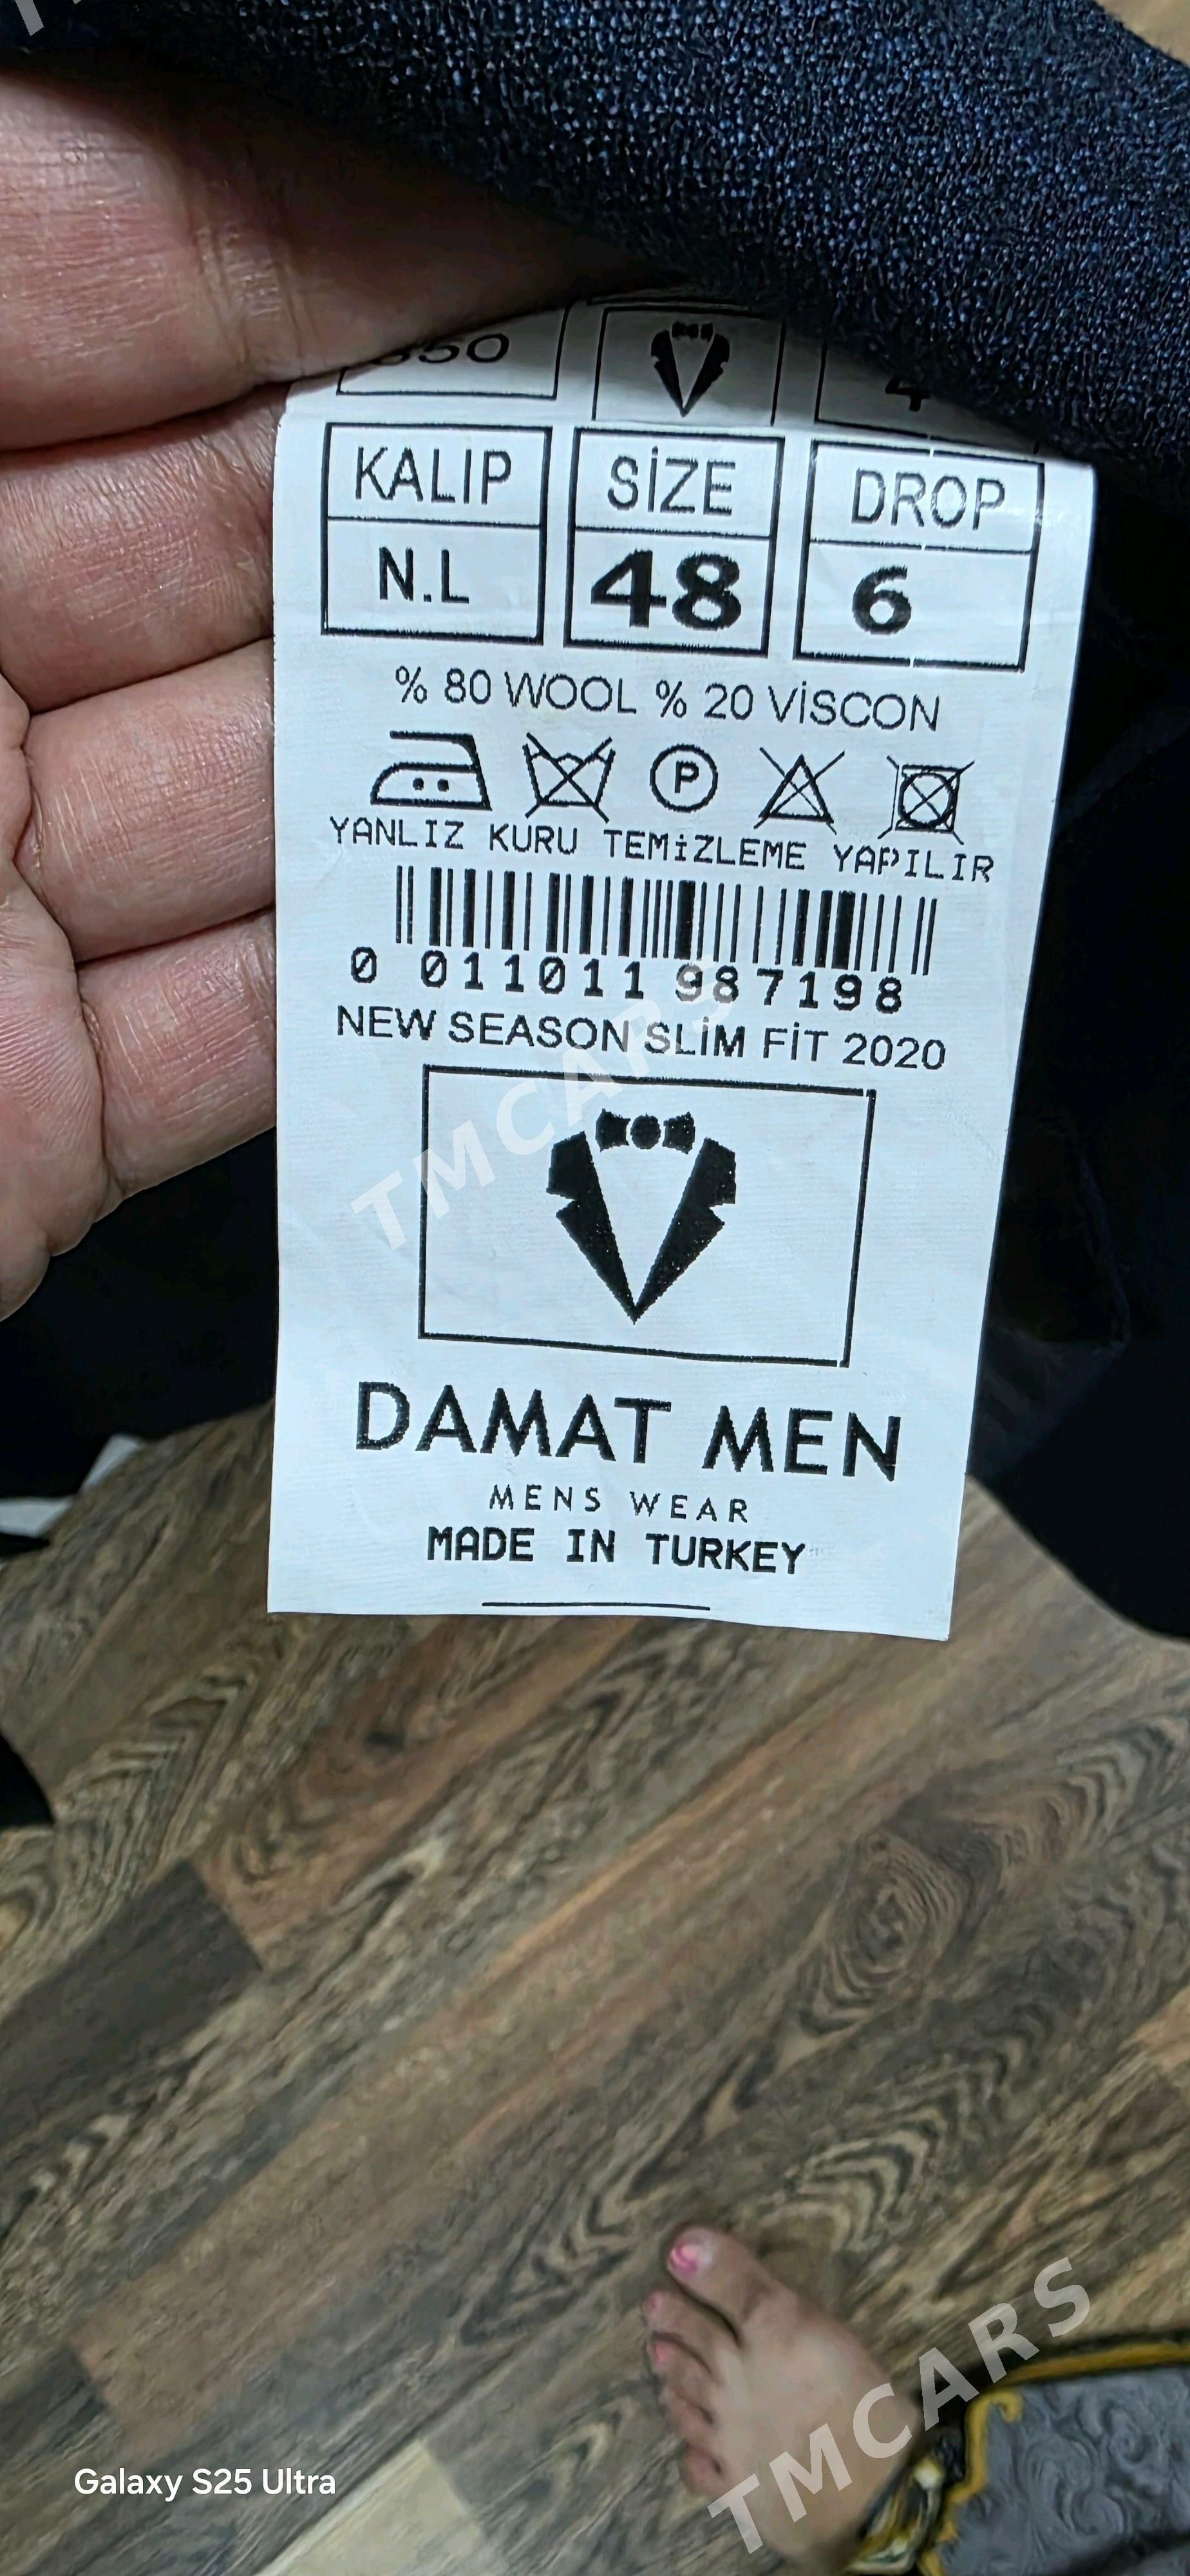 KALIP SİZE DROP
N.L 48 6
% 80 WOOL % 20 VİSCON
P
YANLIZ KURU TEMİZLEME YAPILIR
0 011011 987198
NEW SEASON SLİM FİT 2020
DAMAT MEN
MENS WEAR
MADE IN TURKEY
TMCARS
Galaxy S25 Ultra
TMCARS